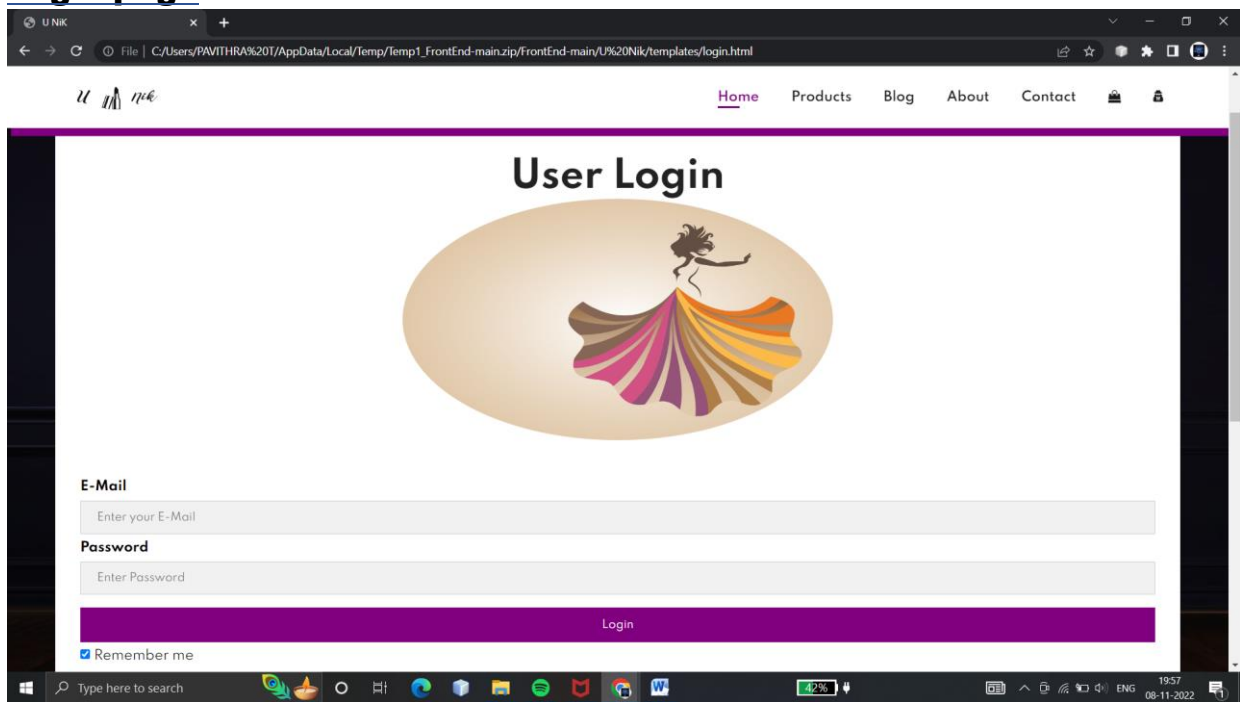 U NiK
File | C:/Users/PAVITHRA%20T/AppData/Local/Temp/Temp1_FrontEnd-main.zip/FrontEnd-main/U%20Nik/templates/login.html
U nik Home Products Blog About Contact
User Login
E-Mail
Enter your E-Mail
Password
Enter Password
Login
Remember me
Type here to search 42% ENG 19:57
08-11-2022